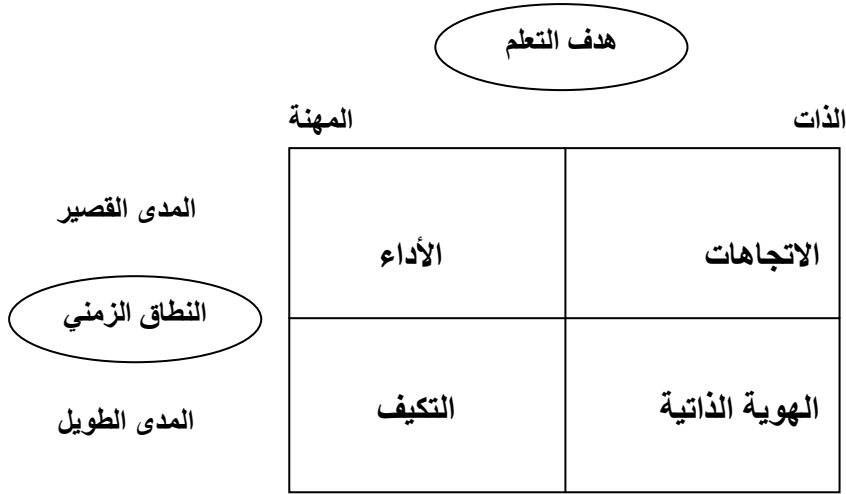 هدف التعلم
الذات المهنة
المدى القصير
الاتجاهات الأداء
النطاق الزمني
الهوية الذاتية التكيف
المدى الطويل